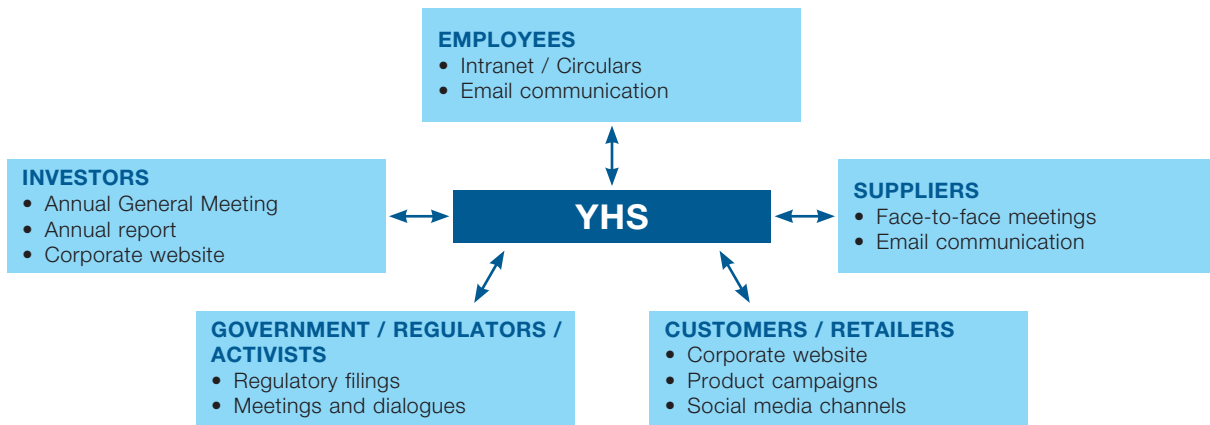 EMPLOYEES
• Intranet / Circulars
• Email communication
INVESTORS
• Annual General Meeting
• Annual report
• Corporate website
YHS
SUPPLIERS
• Face-to-face meetings
• Email communication
GOVERNMENT / REGULATORS /
ACTIVISTS
• Regulatory filings
• Meetings and dialogues
CUSTOMERS / RETAILERS
• Corporate website
• Product campaigns
• Social media channels